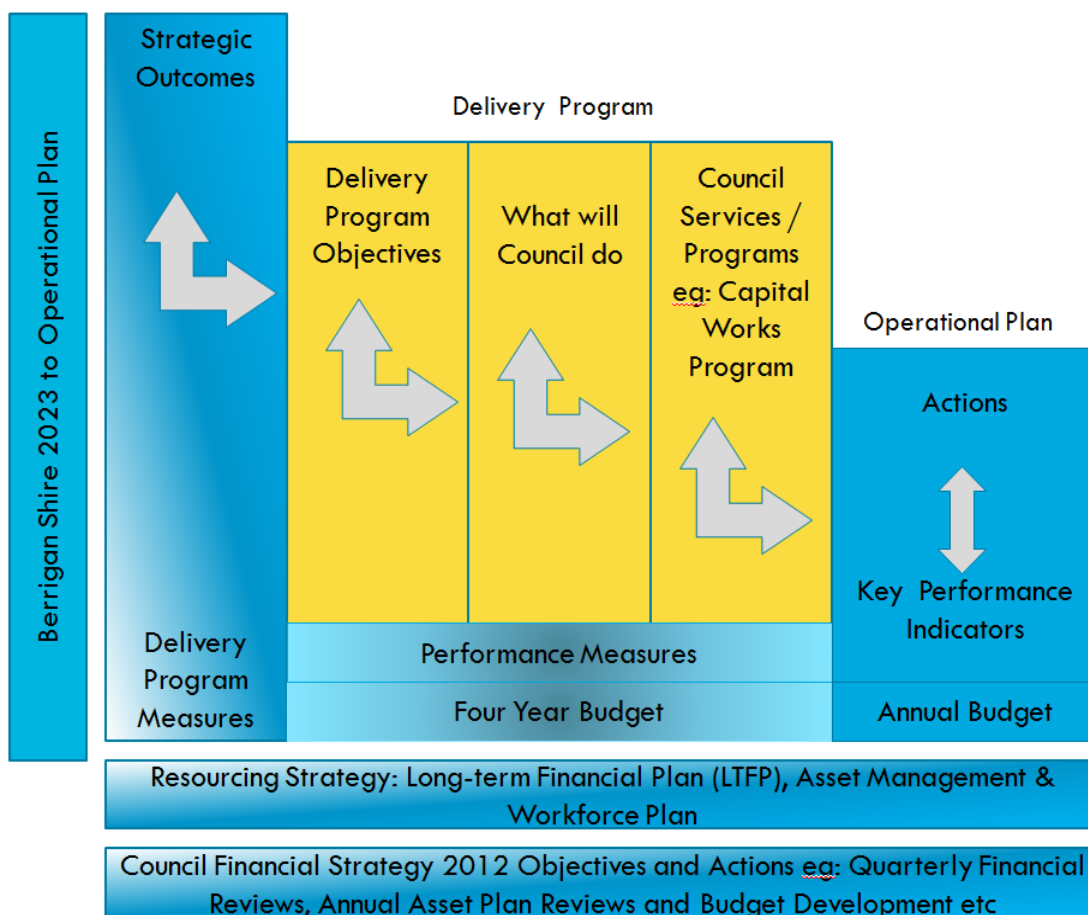 Berrigan Shire 2023 to Operational Plan
Strategic
Outcomes
Delivery
Program
Measures
Delivery Program
Delivery
Program
Objectives
What will
Council do
Council
Services /
Programs
eg: Capital
Works
Program
Performance Measures
Four Year Budget
Operational Plan
Actions
Key Performance
Indicators
Annual Budget
Resourcing Strategy: Long-term Financial Plan (LTFP), Asset Management &
Workforce Plan
Council Financial Strategy 2012 Objectives and Actions eg: Quarterly Financial
Reviews, Annual Asset Plan Reviews and Budget Development etc